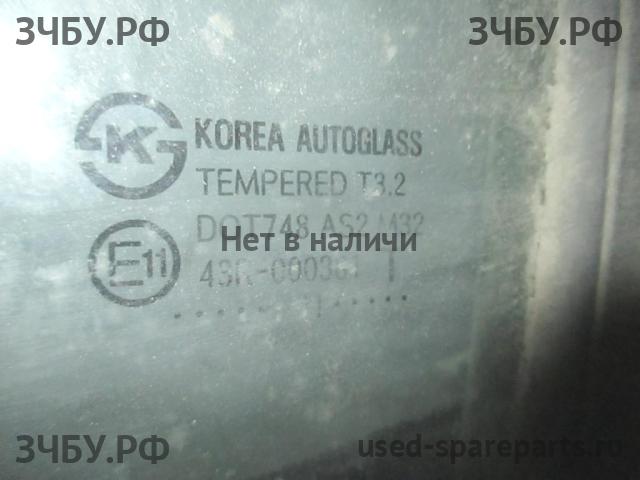 ЗЧБУ.РФ ЗЧБУ.РФ
K KOREA AUTOGLASS
TEMPERED T3.2
DOT748 AS2 M32
Нет в наличи
E11
ЗЧБУ.РФ used-spareparts.ru